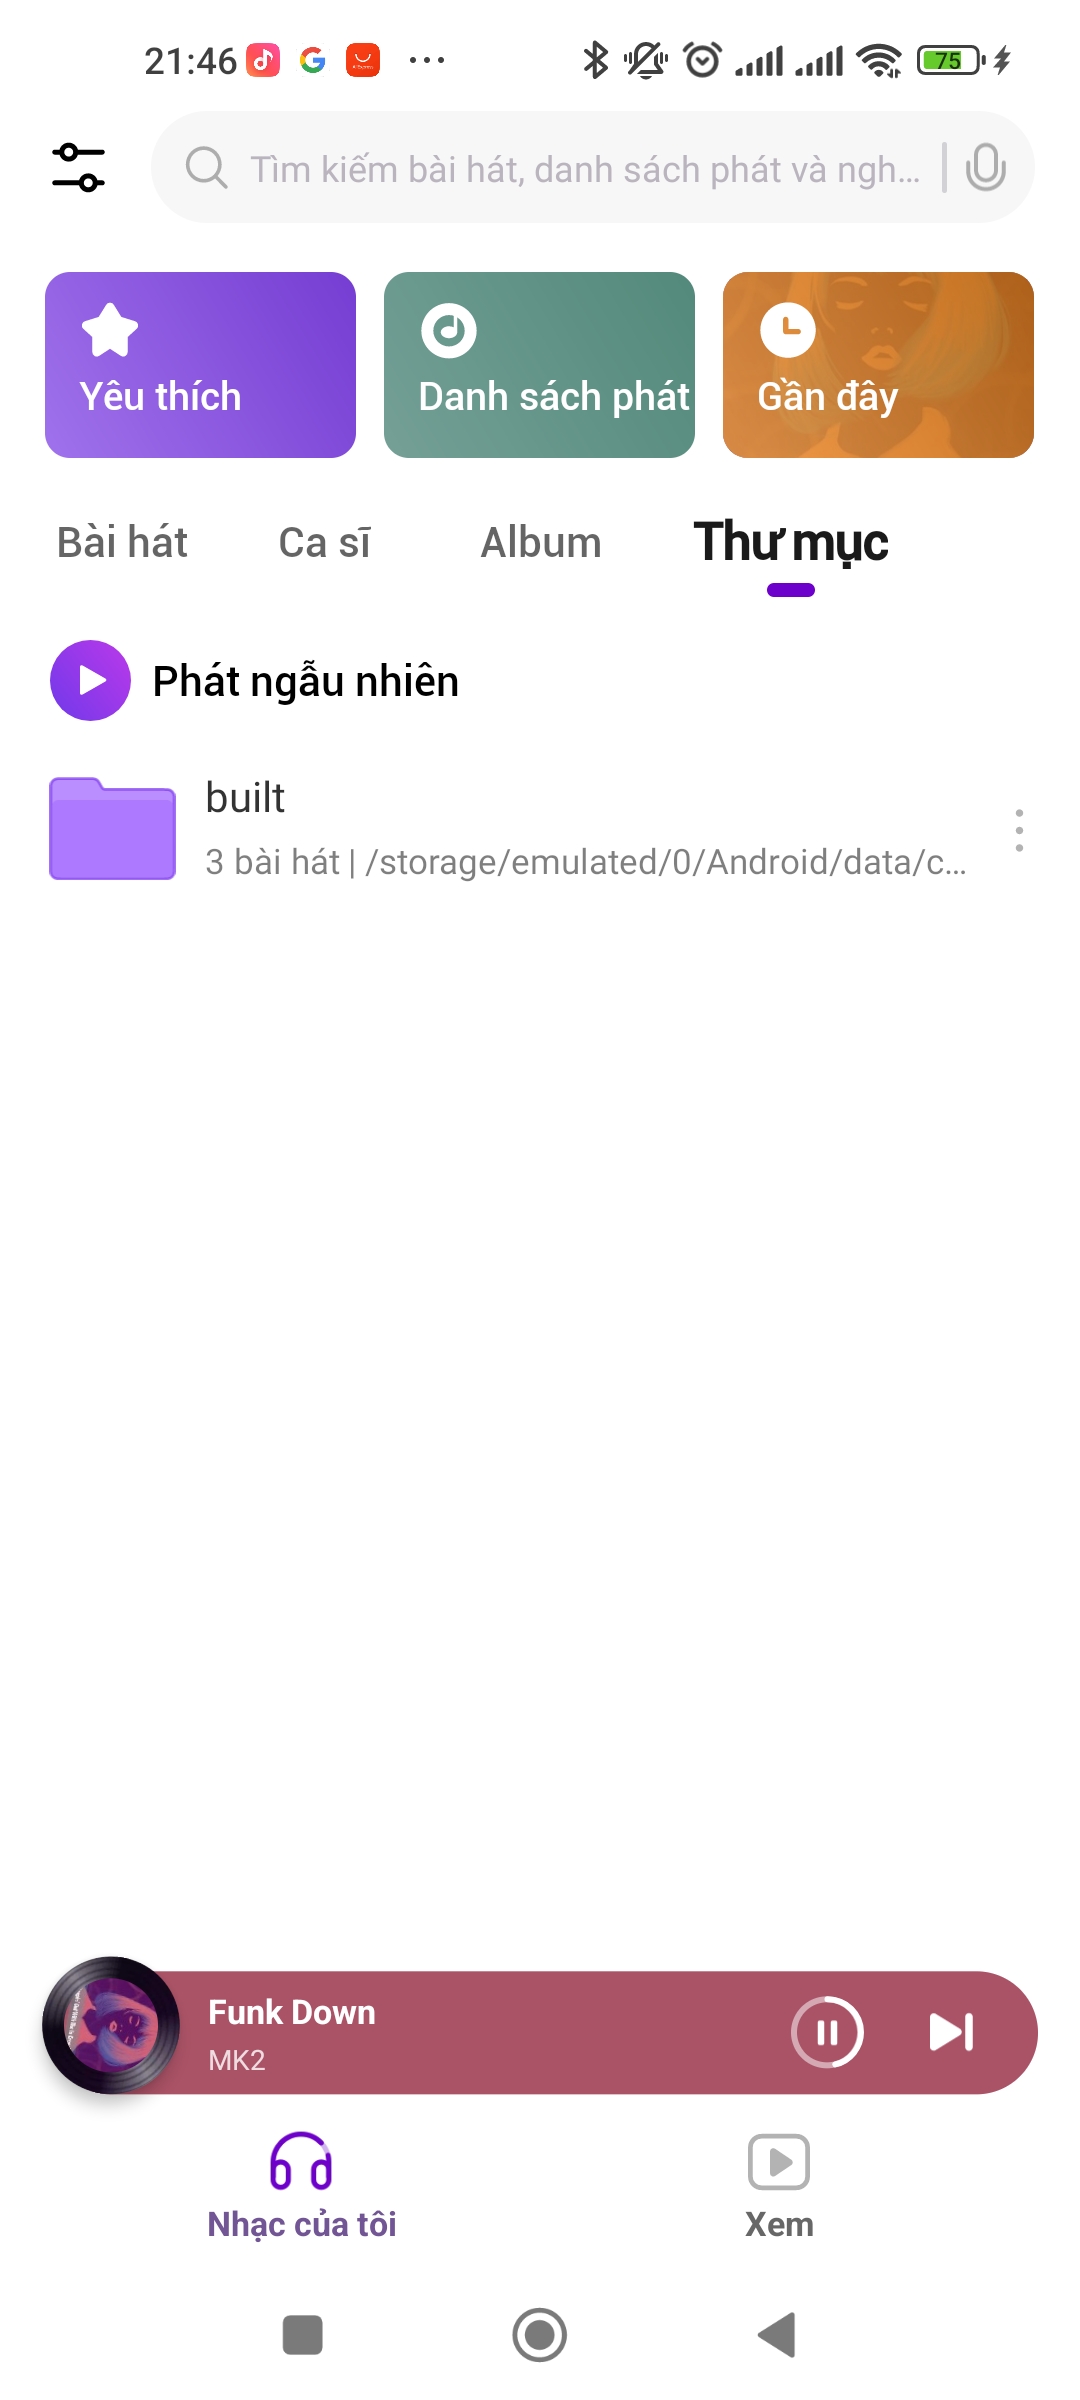 21:46
75
Tìm kiếm bài hát, danh sách phát và ngh...
Yêu thích
Danh sách phát
Gần đây
Bài hát
Ca sĩ
Album
Thư mục
Phát ngẫu nhiên
built
3 bài hát | /storage/emulated/0/Android/data/c...
Funk Down
MK2
Nhạc của tôi
Xem